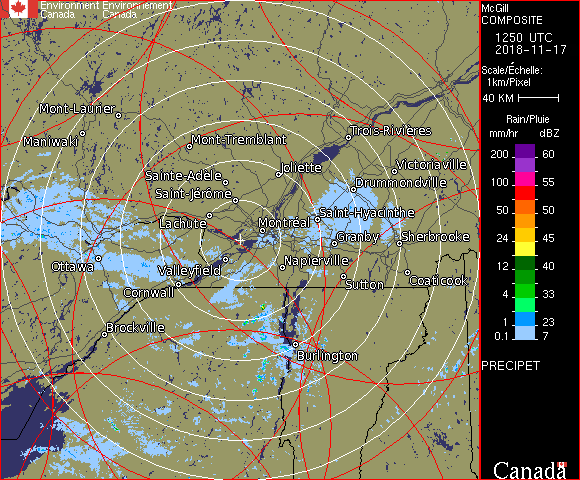 Environment Environnement
Canada Canada
McGill
COMPOSITE
1250 UTC
2018-11-17
Scale/Échelle:
1km/Pixel
40 KM
Rain/Pluie
mm/hr dBZ
200 60
100 55
50 50
24 45
12 40
4 33
1 23
0.1 7
PRECIPET
Canada
Mont-Laurier
Maniwaki
Mont-Tremblant
Trois-Rivières
Joliette
Victoriaville
Sainte-Adèle
Drummondville
Saint-Jérôme
Lachute
Saint-Hyacinthe
Montréal
Granby
Sherbrooke
Ottawa
Valleyfield
Napierville
Cornwall
Sutton
Coaticook
Brockville
Burlington